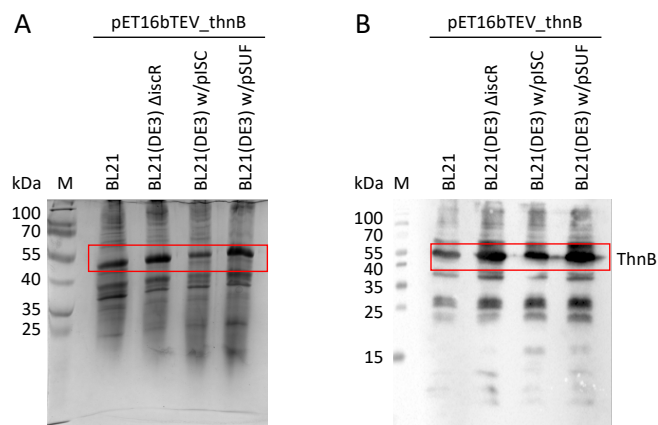 A
pET16bTEV_thnB
BL21
BL21(DE3) ΔiscR
BL21(DE3) w/pISC
BL21(DE3) w/pSUF
kDa
M
100
70
55
40
35
25
B
pET16bTEV_thnB
BL21
BL21(DE3) ΔiscR
BL21(DE3) w/pISC
BL21(DE3) w/pSUF
kDa
M
100
70
55
40
35
25
15
ThnB